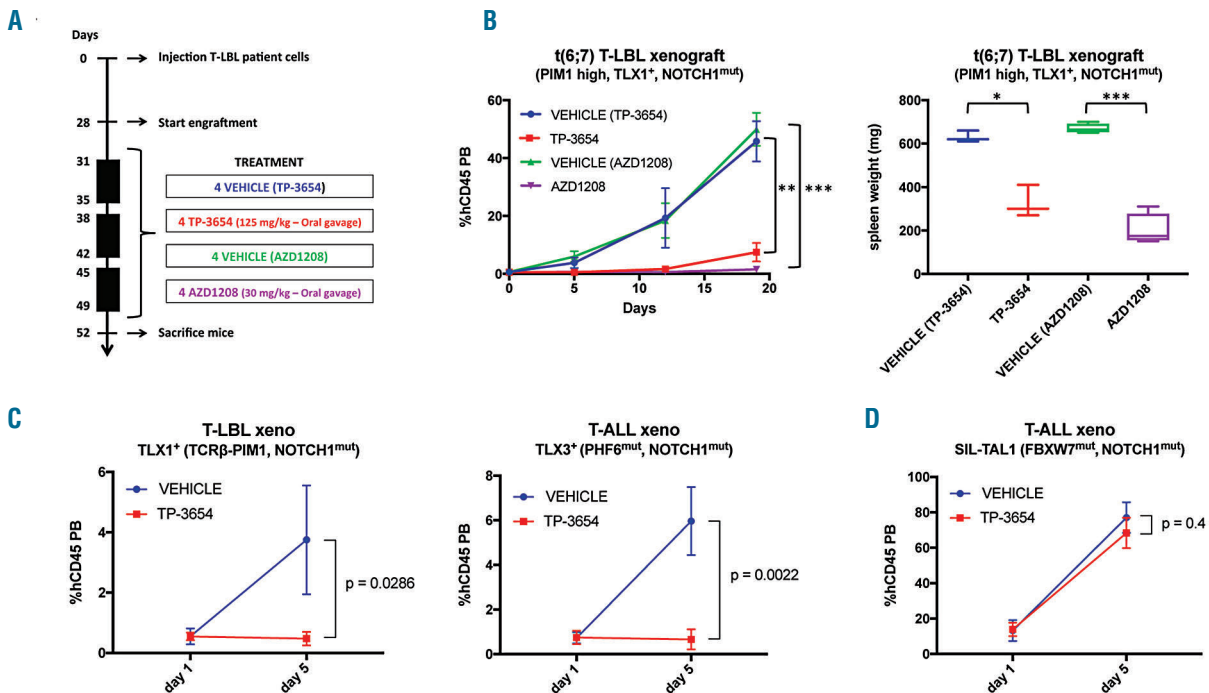 A
Days
0
Injection T-LBL patient cells
28
Start engraftment
31
35
38
42
45
49
52
TREATMENT
4 VEHICLE (TP-3654)
4 TP-3654 (125 mg/kg – Oral gavage)
4 VEHICLE (AZD1208)
4 AZD1208 (30 mg/kg – Oral gavage)
Sacrifice mice
B
t(6;7) T-LBL xenograft
(PIM1 high, TLX1+, NOTCH1mut)
60
40
20
0
%hCD45 PB
VEHICLE (TP-3654)
TP-3654
VEHICLE (AZD1208)
AZD1208
** ***
0 5 10 15 20
Days
t(6;7) T-LBL xenograft
(PIM1 high, TLX1+, NOTCH1mut)
800
600
400
200
0
spleen weight (mg)
* ***
VEHICLE (TP-3654)
TP-3654
VEHICLE (AZD1208)
AZD1208
C
T-LBL xeno
TLX1+ (TCRβ-PIM1, NOTCH1mut)
6
4
2
0
%hCD45 PB
VEHICLE
TP-3654
p = 0.0286
day 1
day 5
T-ALL xeno
TLX3+ (PHF6mut, NOTCH1mut)
8
6
4
2
0
%hCD45 PB
VEHICLE
TP-3654
p = 0.0022
day 1
day 5
D
T-ALL xeno
SIL-TAL1 (FBXW7mut, NOTCH1mut)
100
80
60
40
20
0
%hCD45 PB
VEHICLE
TP-3654
p = 0.4
day 1
day 5